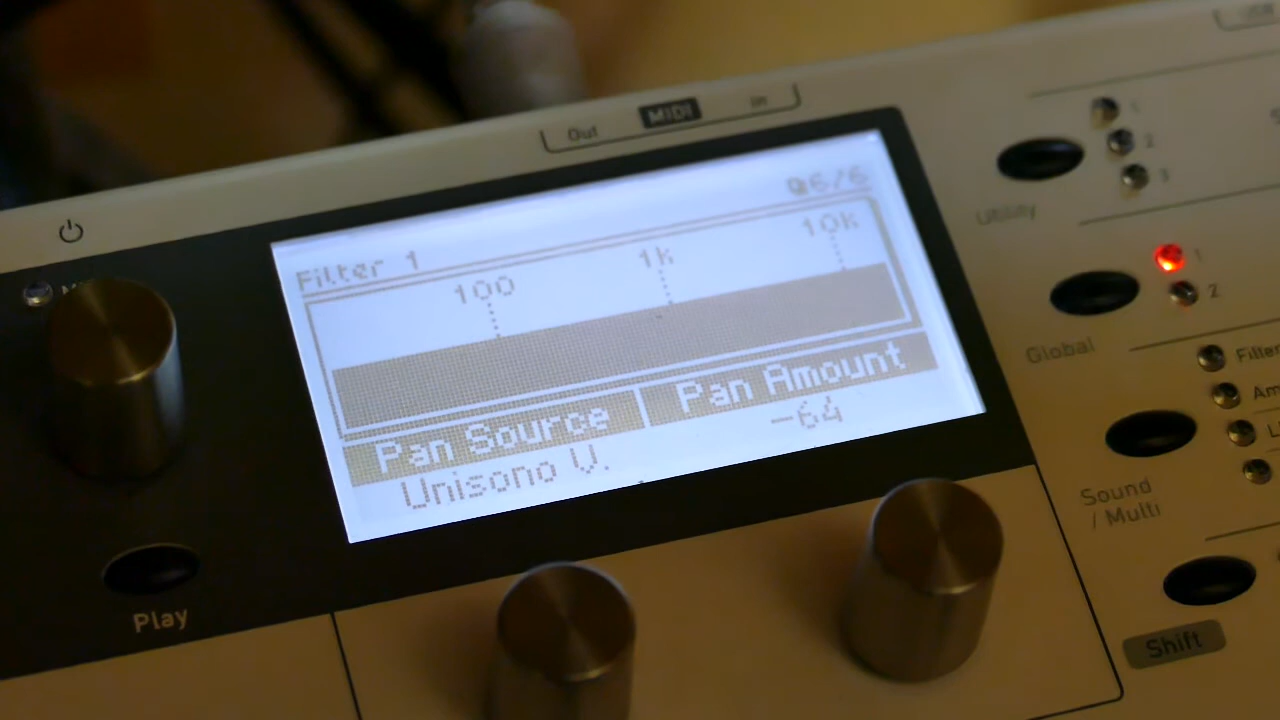 Out MIDI In
Filter 1
Q6/6
100 1k 10k
Pan Source Pan Amount
Unisono V. -64
Play
1
2
3
Utility
1
2
Global
Filter
Sound
/ Multi
Shift